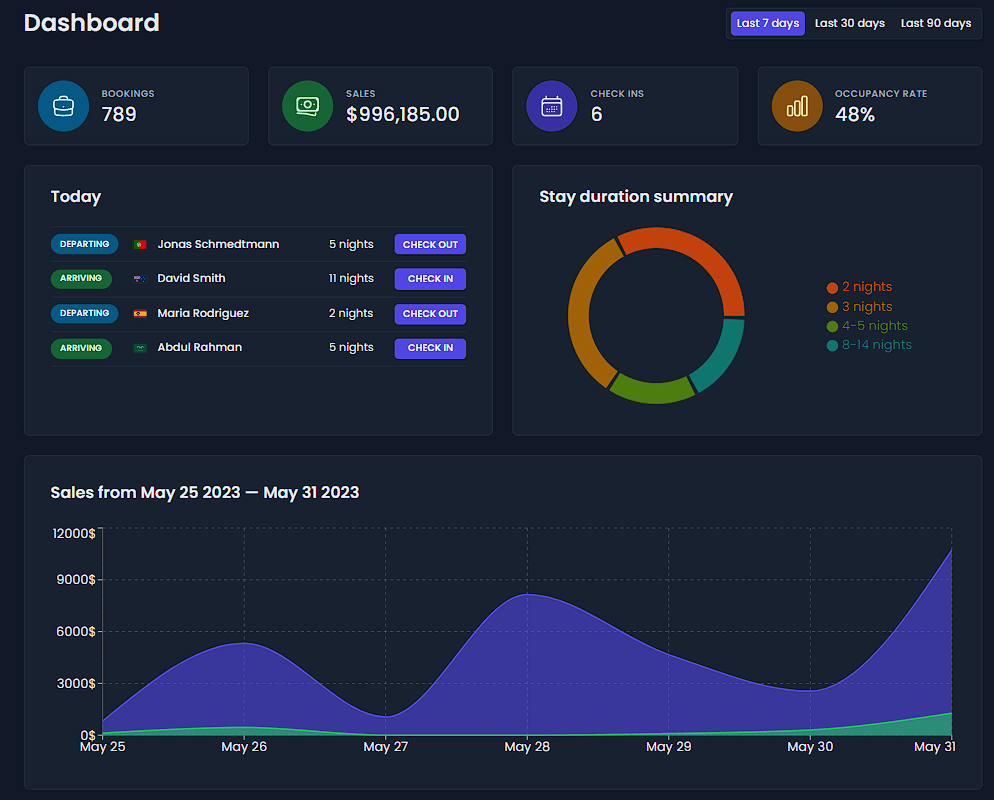 Dashboard
Last 7 days Last 30 days Last 90 days
BOOKINGS
789
SALES
$996,185.00
CHECK INS
6
OCCUPANCY RATE
48%
Today
DEPARTING Jonas Schmedtmann 5 nights CHECK OUT
ARRIVING David Smith 11 nights CHECK IN
DEPARTING Maria Rodriguez 2 nights CHECK OUT
ARRIVING Abdul Rahman 5 nights CHECK IN
Stay duration summary
2 nights
3 nights
4-5 nights
8-14 nights
Sales from May 25 2023 — May 31 2023
12000$
9000$
6000$
3000$
0$
May 25 May 26 May 27 May 28 May 29 May 30 May 31